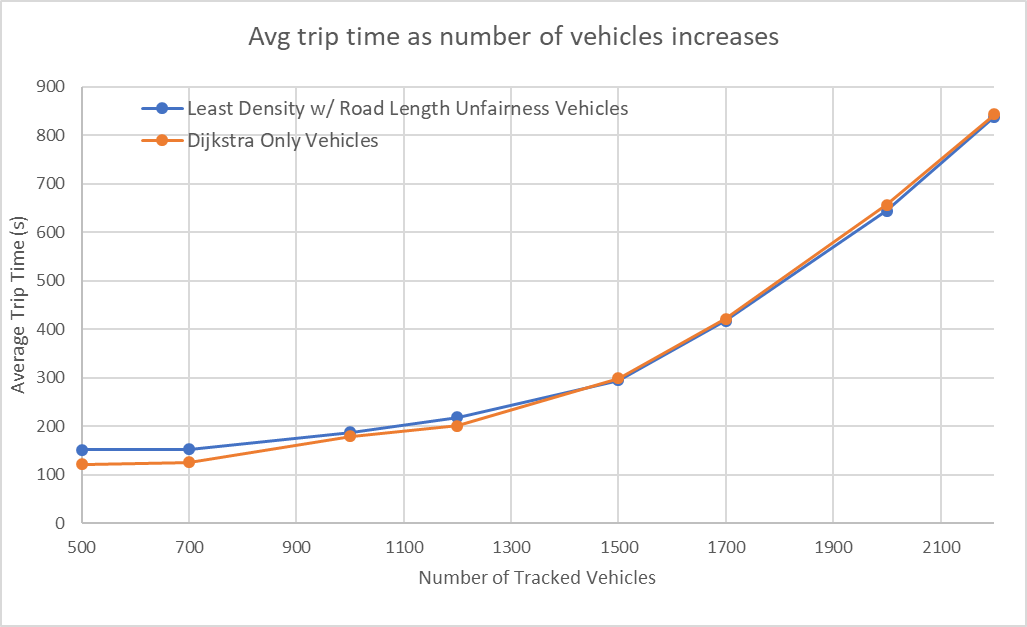 Avg trip time as number of vehicles increases
Least Density w/ Road Length Unfairness Vehicles
Dijkstra Only Vehicles
Average Trip Time (s)
900
800
700
600
500
400
300
200
100
0
500 700 900 1100 1300 1500 1700 1900 2100
Number of Tracked Vehicles